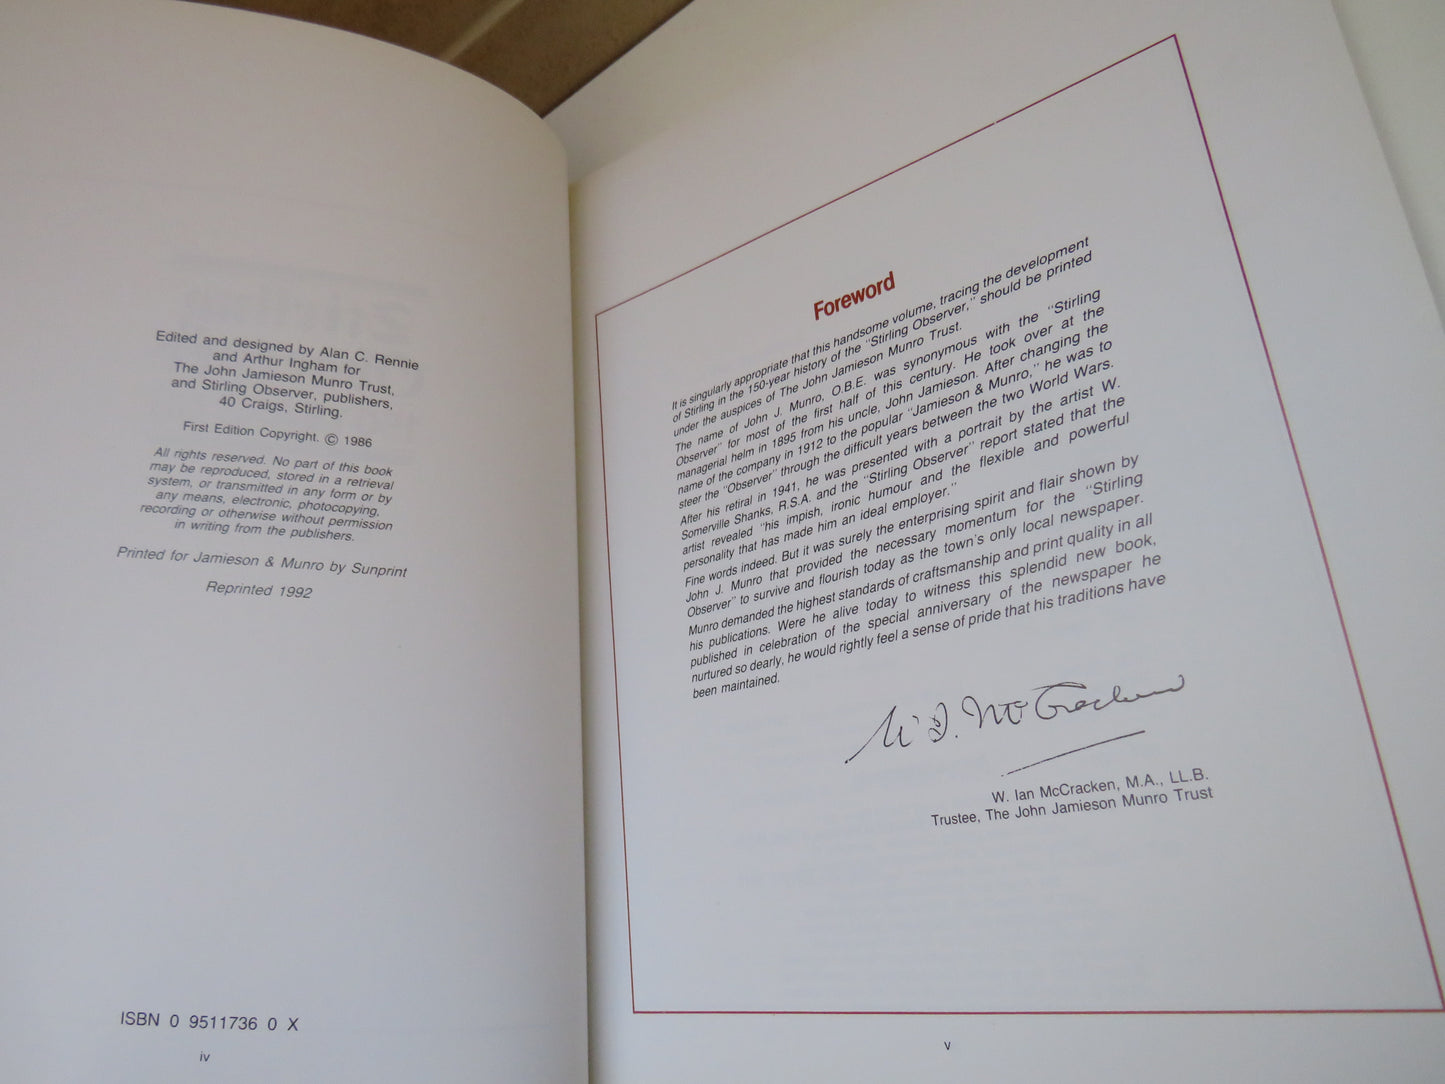 Edited and designed by Alan C. Rennie
and Arthur Ingham for
The John Jamieson Munro Trust,
and Stirling Observer, publishers,
40 Craigs, Stirling.
First Edition Copyright. © 1986
All rights reserved. No part of this book
may be reproduced, stored in a retrieval
system, or transmitted in any form or by
any means, electronic, photocopying,
recording or otherwise without permission
in writing from the publishers.
Printed for Jamieson & Munro by Sunprint
Reprinted 1992
ISBN 0 9511736 0 X
iv
Foreword
It is singularly appropriate that this handsome volume, tracing the development
of Stirling in the 150-year history of the "Stirling Observer," should be printed
under the auspices of The John Jamieson Munro Trust.
The name of John J. Munro, O.B.E. was synonymous with the "Stirling
Observer" for most of the first half of this century. He took over at the
managerial helm in 1895 from his uncle, John Jamieson. After changing the
name of the company in 1912 to the popular "Jamieson & Munro," he was to
steer the "Observer" through the difficult years between the two World Wars.
After his retiral in 1941, he was presented with a portrait by the artist W.
Somerville Shanks, R.S.A. and the "Stirling Observer" report stated that the
artist revealed "his impish, ironic humour and the flexible and powerful
personality that has made him an ideal employer."
Fine words indeed. But it was surely the enterprising spirit and flair shown by
John J. Munro that provided the necessary momentum for the "Stirling
Observer" to survive and flourish today as the town's only local newspaper.
Munro demanded the highest standards of craftsmanship and print quality in all
his publications. Were he alive today to witness this splendid new book,
published in celebration of the special anniversary of the newspaper he
nurtured so dearly, he would rightly feel a sense of pride that his traditions have
been maintained.
W. I. McCracken
W. Ian McCracken, M.A., LL.B.
Trustee, The John Jamieson Munro Trust
v